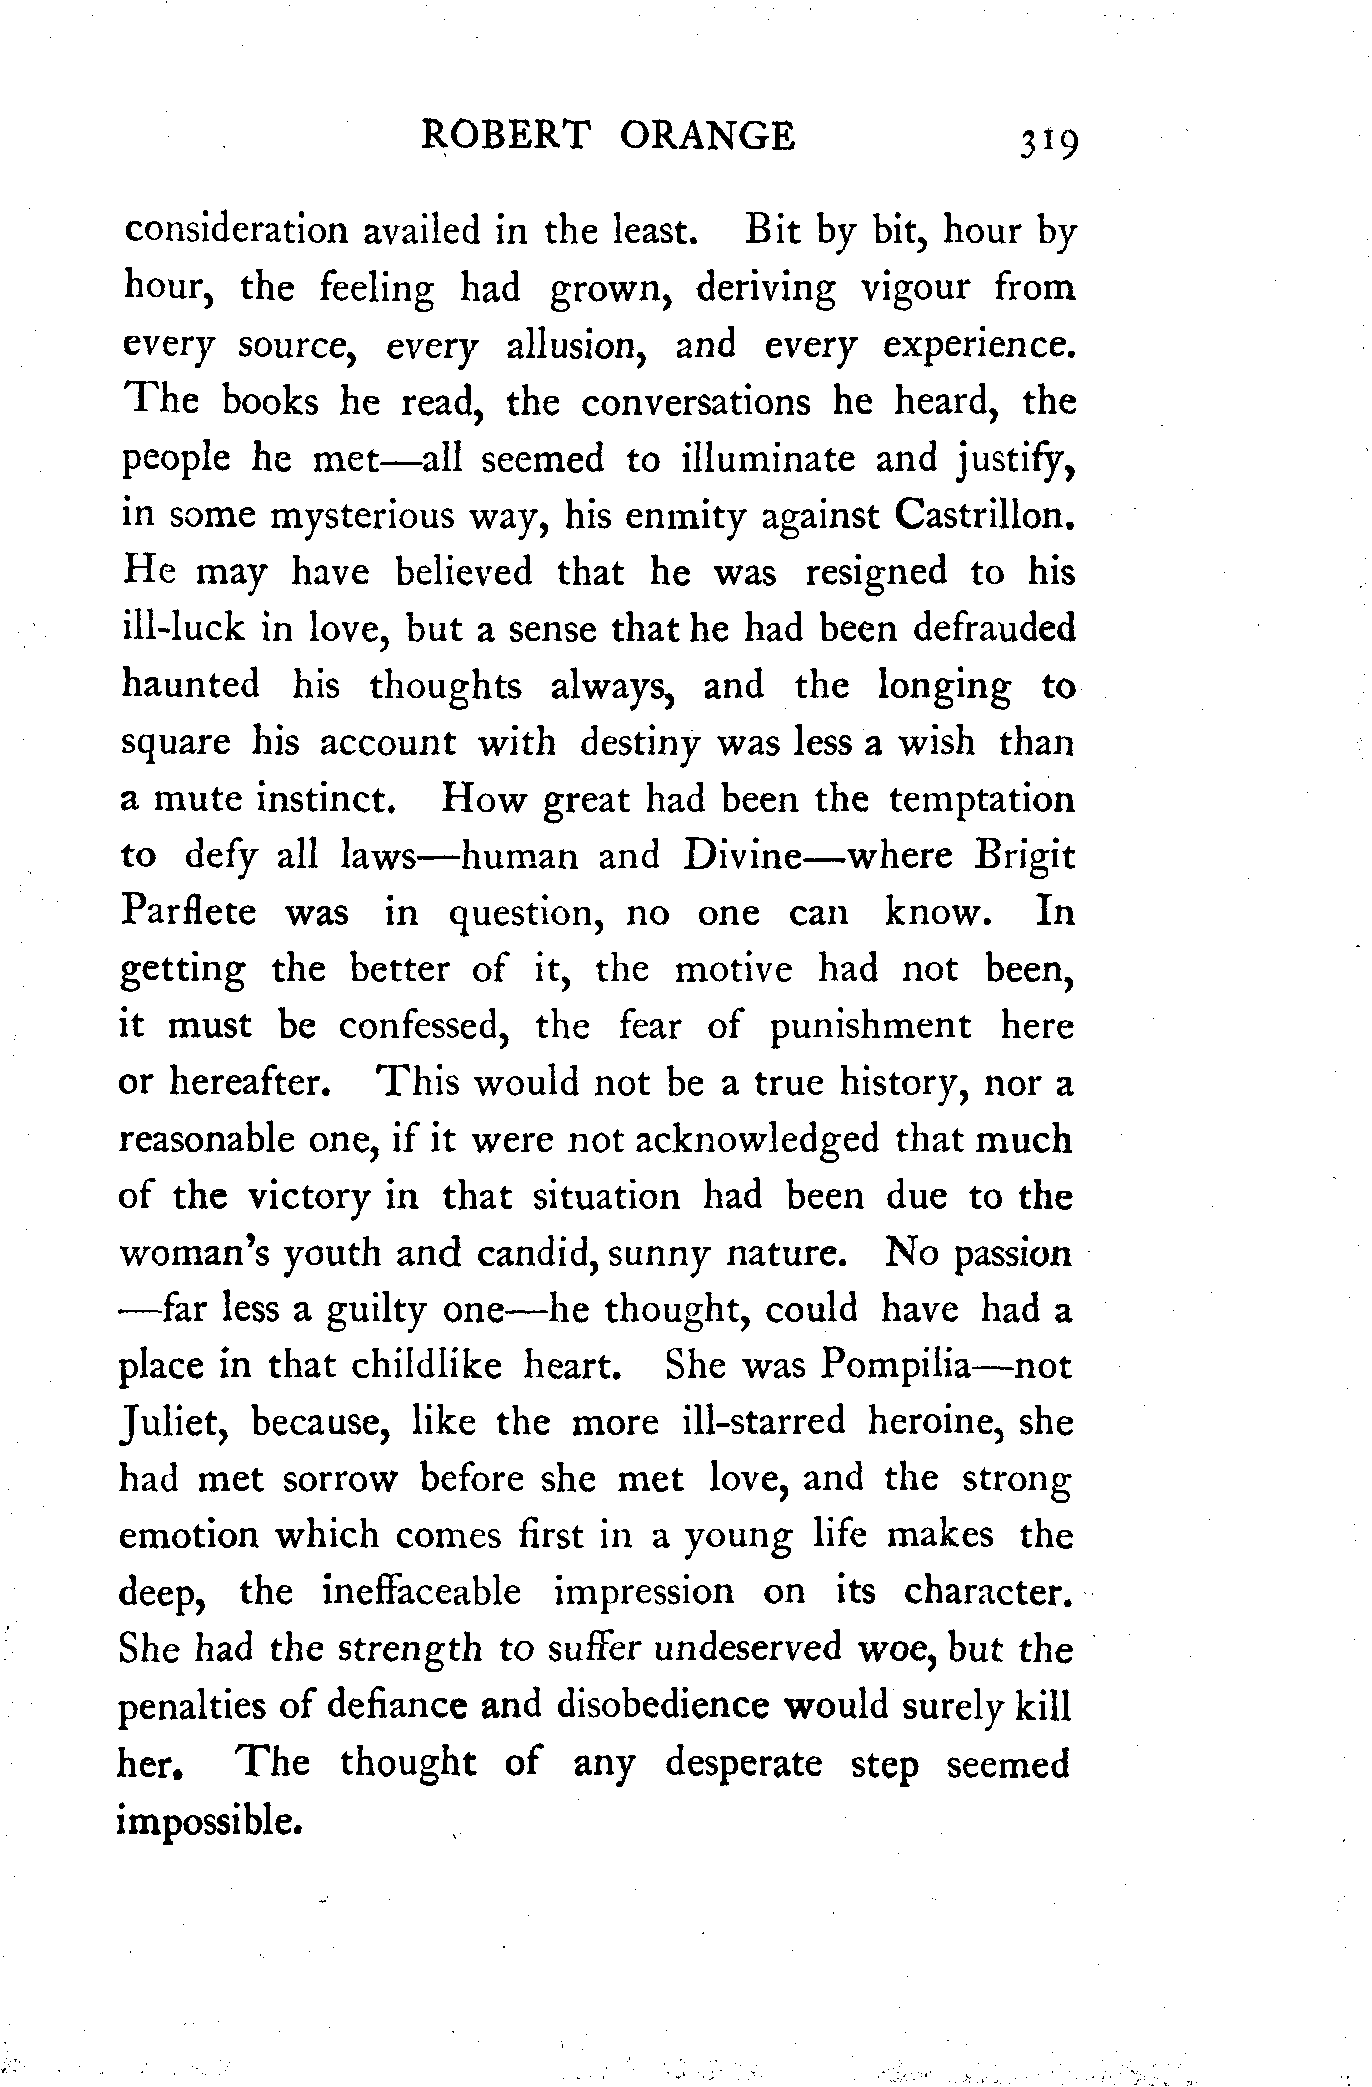 ROBERT ORANGE 319
consideration availed in the least. Bit by bit, hour by
hour, the feeling had grown, deriving vigour from
every source, every allusion, and every experience.
The books he read, the conversations he heard, the
people he met—all seemed to illuminate and justify,
in some mysterious way, his enmity against Castrillon.
He may have believed that he was resigned to his
ill-luck in love, but a sense that he had been defrauded
haunted his thoughts always, and the longing to
square his account with destiny was less a wish than
a mute instinct. How great had been the temptation
to defy all laws—human and Divine—where Brigit
Parflete was in question, no one can know. In
getting the better of it, the motive had not been,
it must be confessed, the fear of punishment here
or hereafter. This would not be a true history, nor a
reasonable one, if it were not acknowledged that much
of the victory in that situation had been due to the
woman's youth and candid, sunny nature. No passion
—far less a guilty one—he thought, could have had a
place in that childlike heart. She was Pompilia—not
Juliet, because, like the more ill-starred heroine, she
had met sorrow before she met love, and the strong
emotion which comes first in a young life makes the
deep, the ineffaceable impression on its character.
She had the strength to suffer undeserved woe, but the
penalties of defiance and disobedience would surely kill
her. The thought of any desperate step seemed
impossible.